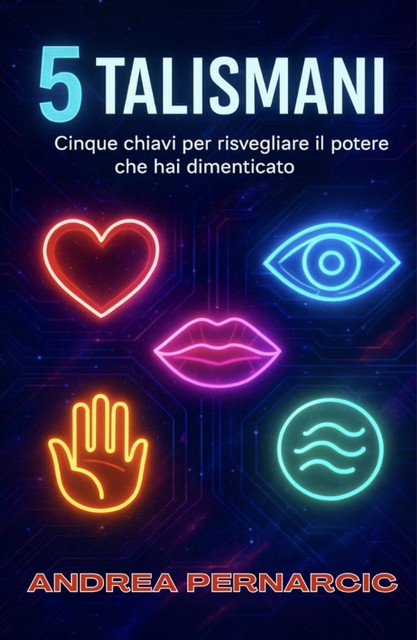 5 TALISMANI
Cinque chiavi per risvegliare il potere
che hai dimenticato
ANDREA PERNARCIC